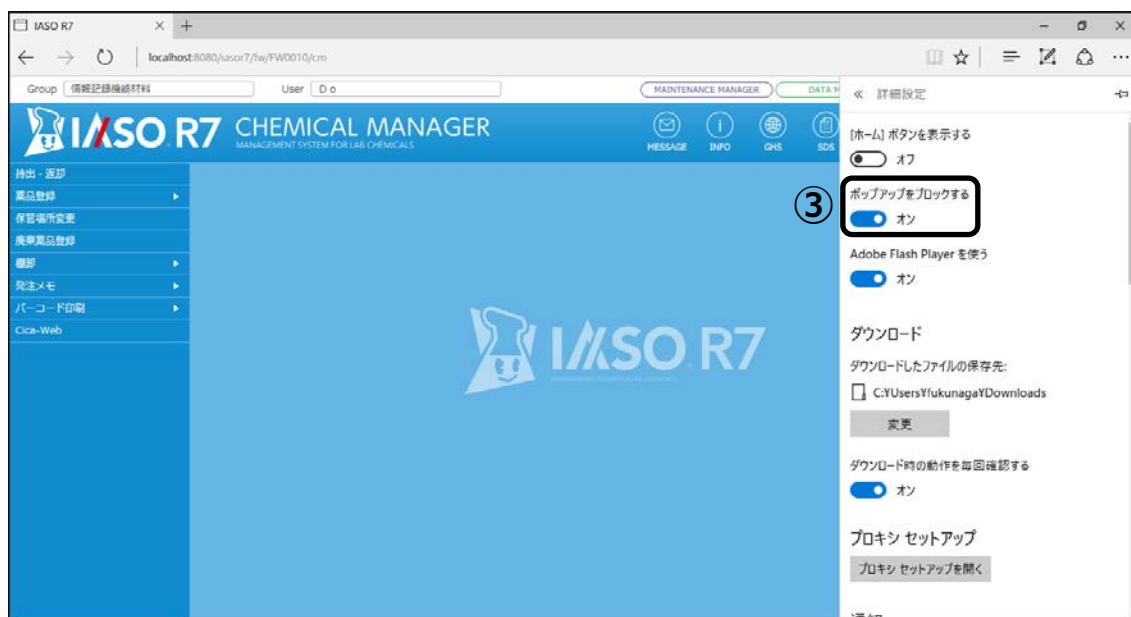 IASO R7
localhost:8080/iasor7/fw/FW0010/cm
Group 情報記録機能材料 User D o MAINTENANCE MANAGER DATA M
IASO R7 CHEMICAL MANAGER
MANAGEMENT SYSTEM FOR LAB CHEMICALS
MESSAGE INFO GHS SDS
持出・返却
薬品登録
保管場所変更
廃棄薬品登録
棚卸
発注メモ
バーコード印刷
Cica-Web
IASO R7
« 詳細設定
[ホーム] ボタンを表示する
オフ
③
ポップアップをブロックする
オン
Adobe Flash Player を使う
オン
ダウンロード
ダウンロードしたファイルの保存先:
C:¥Users¥fukunaga¥Downloads
変更
ダウンロード時の動作を毎回確認する
オン
プロキシ セットアップ
プロキシ セットアップを開く